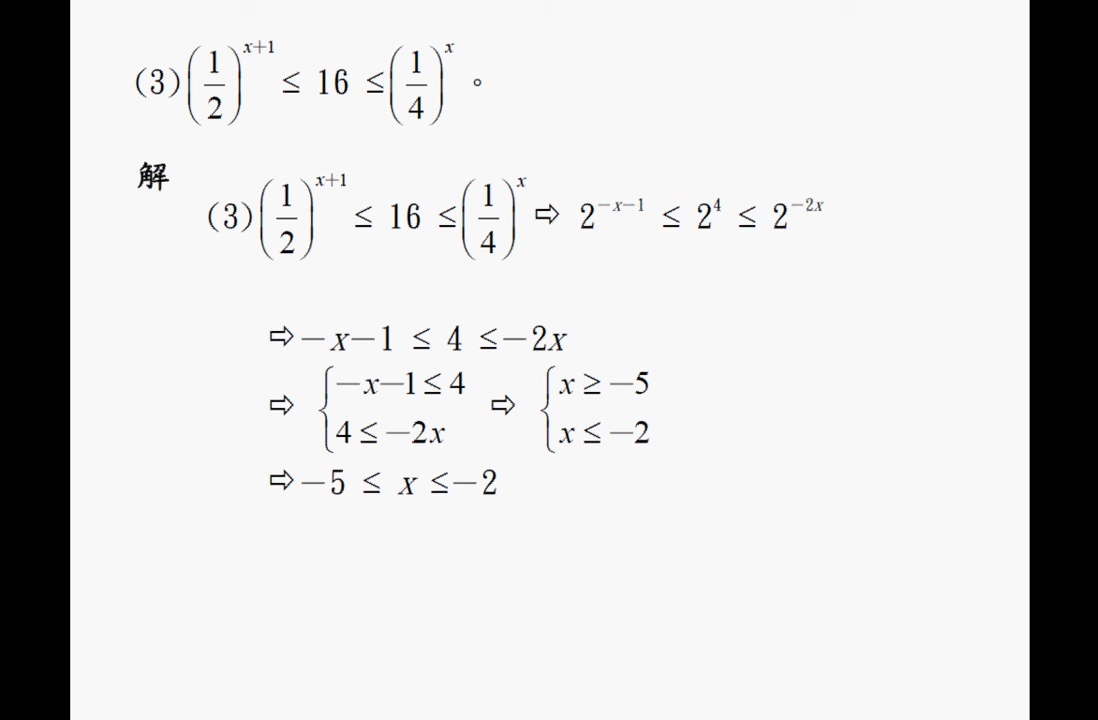 (3)(1/2)^(x+1) ≤ 16 ≤(1/4)^x 。
解
(3)(1/2)^(x+1) ≤ 16 ≤(1/4)^x ⇨ 2^(−x−1) ≤ 2^4 ≤ 2^(−2x)
⇨−x−1 ≤ 4 ≤−2x
⇨ {−x−1≤4 ⇨ {x≥−5
4≤−2x x≤−2
⇨−5 ≤ x ≤−2